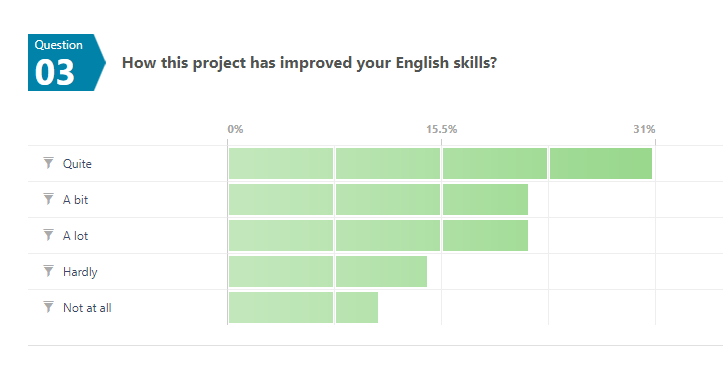 Question
03
How this project has improved your English skills?
0% 15.5% 31%
Quite
A bit
A lot
Hardly
Not at all